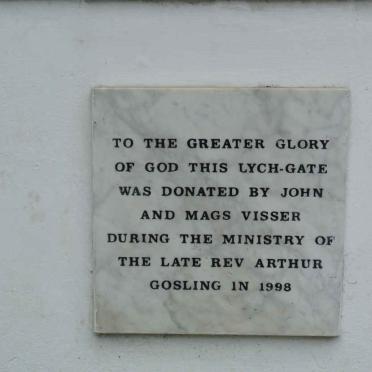 TO THE GREATER GLORY
OF GOD THIS LYCH-GATE
WAS DONATED BY JOHN
AND MAGS VISSER
DURING THE MINISTRY OF
THE LATE REV ARTHUR
GOSLING IN 1998